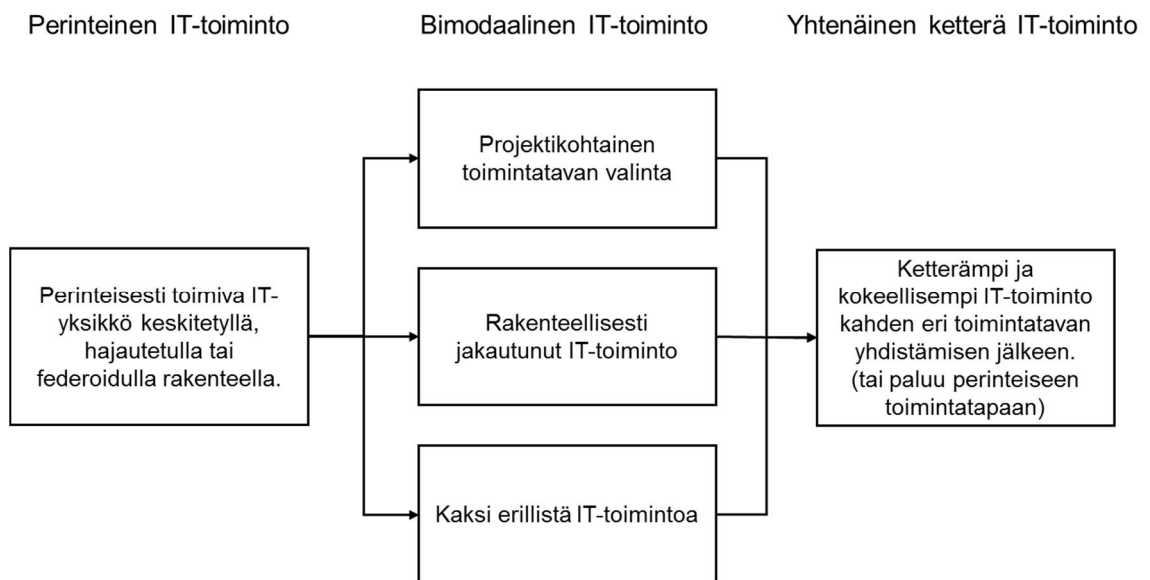 Perinteinen IT-toiminto
Bimodaalinen IT-toiminto
Yhtenäinen ketterä IT-toiminto
Perinteisesti toimiva IT-
yksikkö keskitetyllä,
hajautetulla tai
federoidulla rakenteella.
Projektikohtainen
toimintatavan valinta
Rakenteellisesti
jakautunut IT-toiminto
Kaksi erillistä IT-toimintoa
Ketterämpi ja
kokeellisempi IT-toiminto
kahden eri toimintatavan
yhdistämisen jälkeen.
(tai paluu perinteiseen
toimintatapaan)